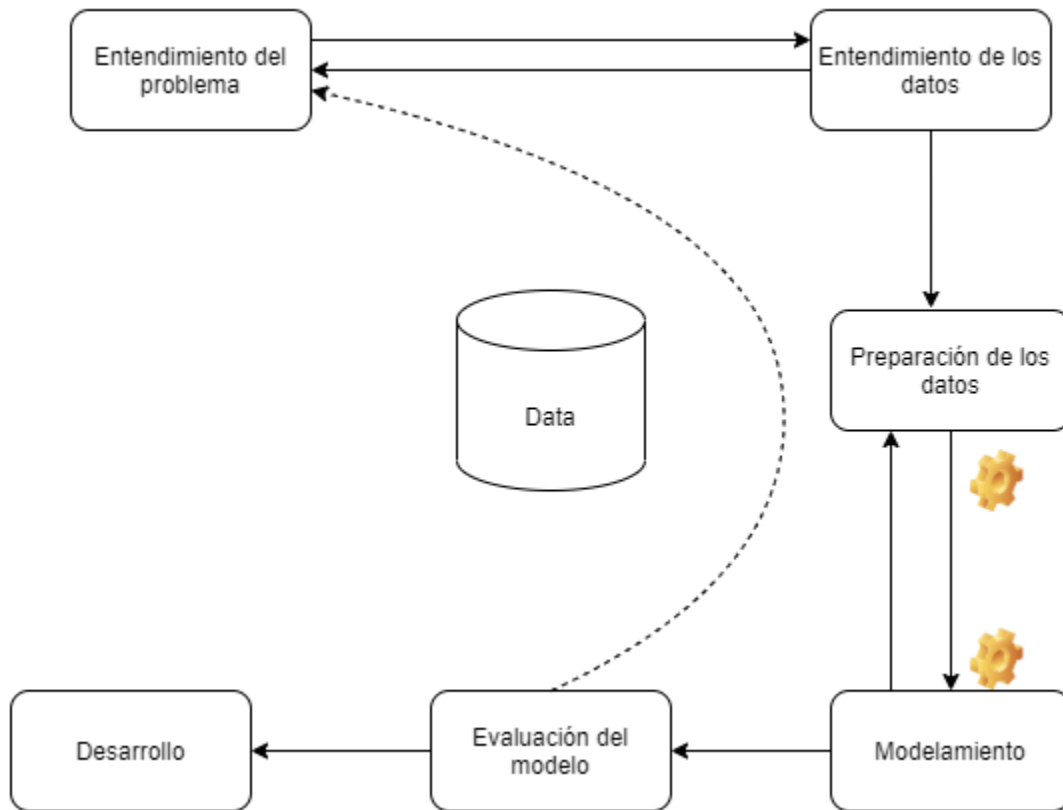 Entendimiento del
problema
Entendimiento de los
datos
Preparación de los
datos
Data
Desarrollo
Evaluación del
modelo
Modelamiento